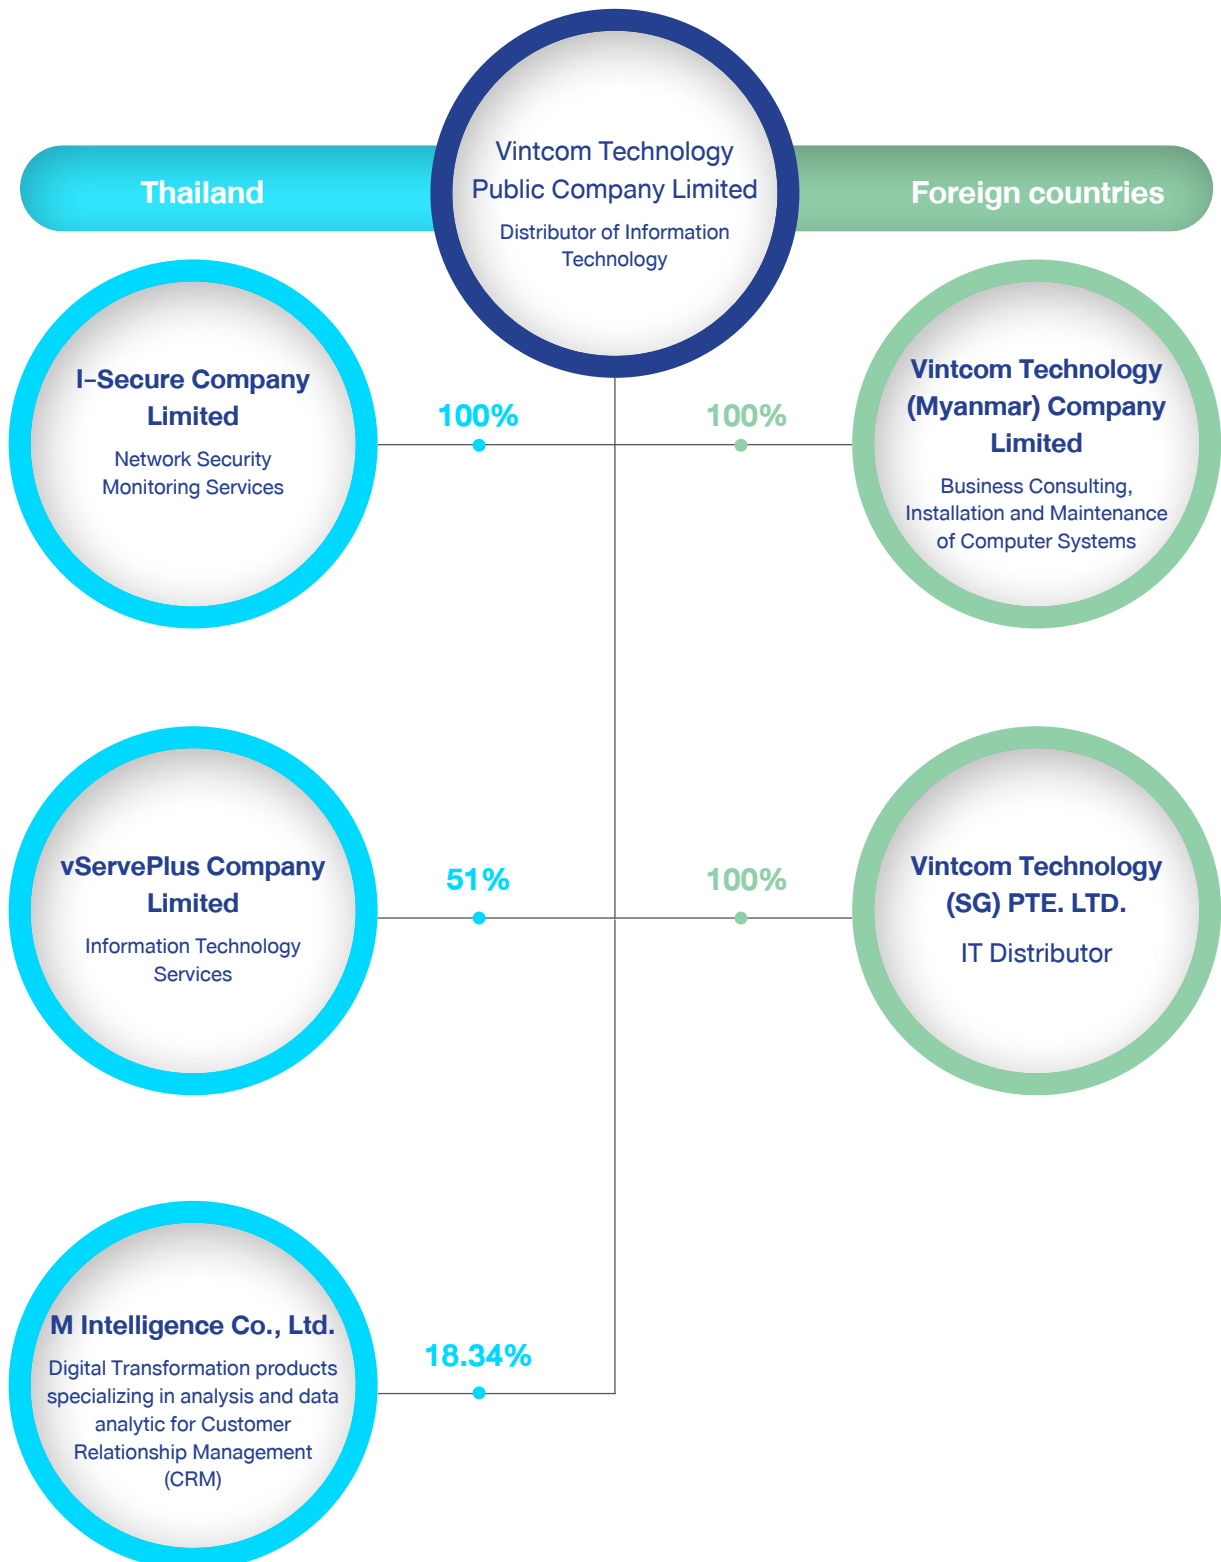 Vintcom Technology
Public Company Limited
Distributor of Information
Technology
Thailand
Foreign countries
I-Secure Company
Limited
Network Security
Monitoring Services
100%
100%
Vintcom Technology
(Myanmar) Company
Limited
Business Consulting,
Installation and Maintenance
of Computer Systems
vServePlus Company
Limited
Information Technology
Services
51%
100%
Vintcom Technology
(SG) PTE. LTD.
IT Distributor
M Intelligence Co., Ltd.
Digital Transformation products
specializing in analysis and data
analytic for Customer
Relationship Management
(CRM)
18.34%